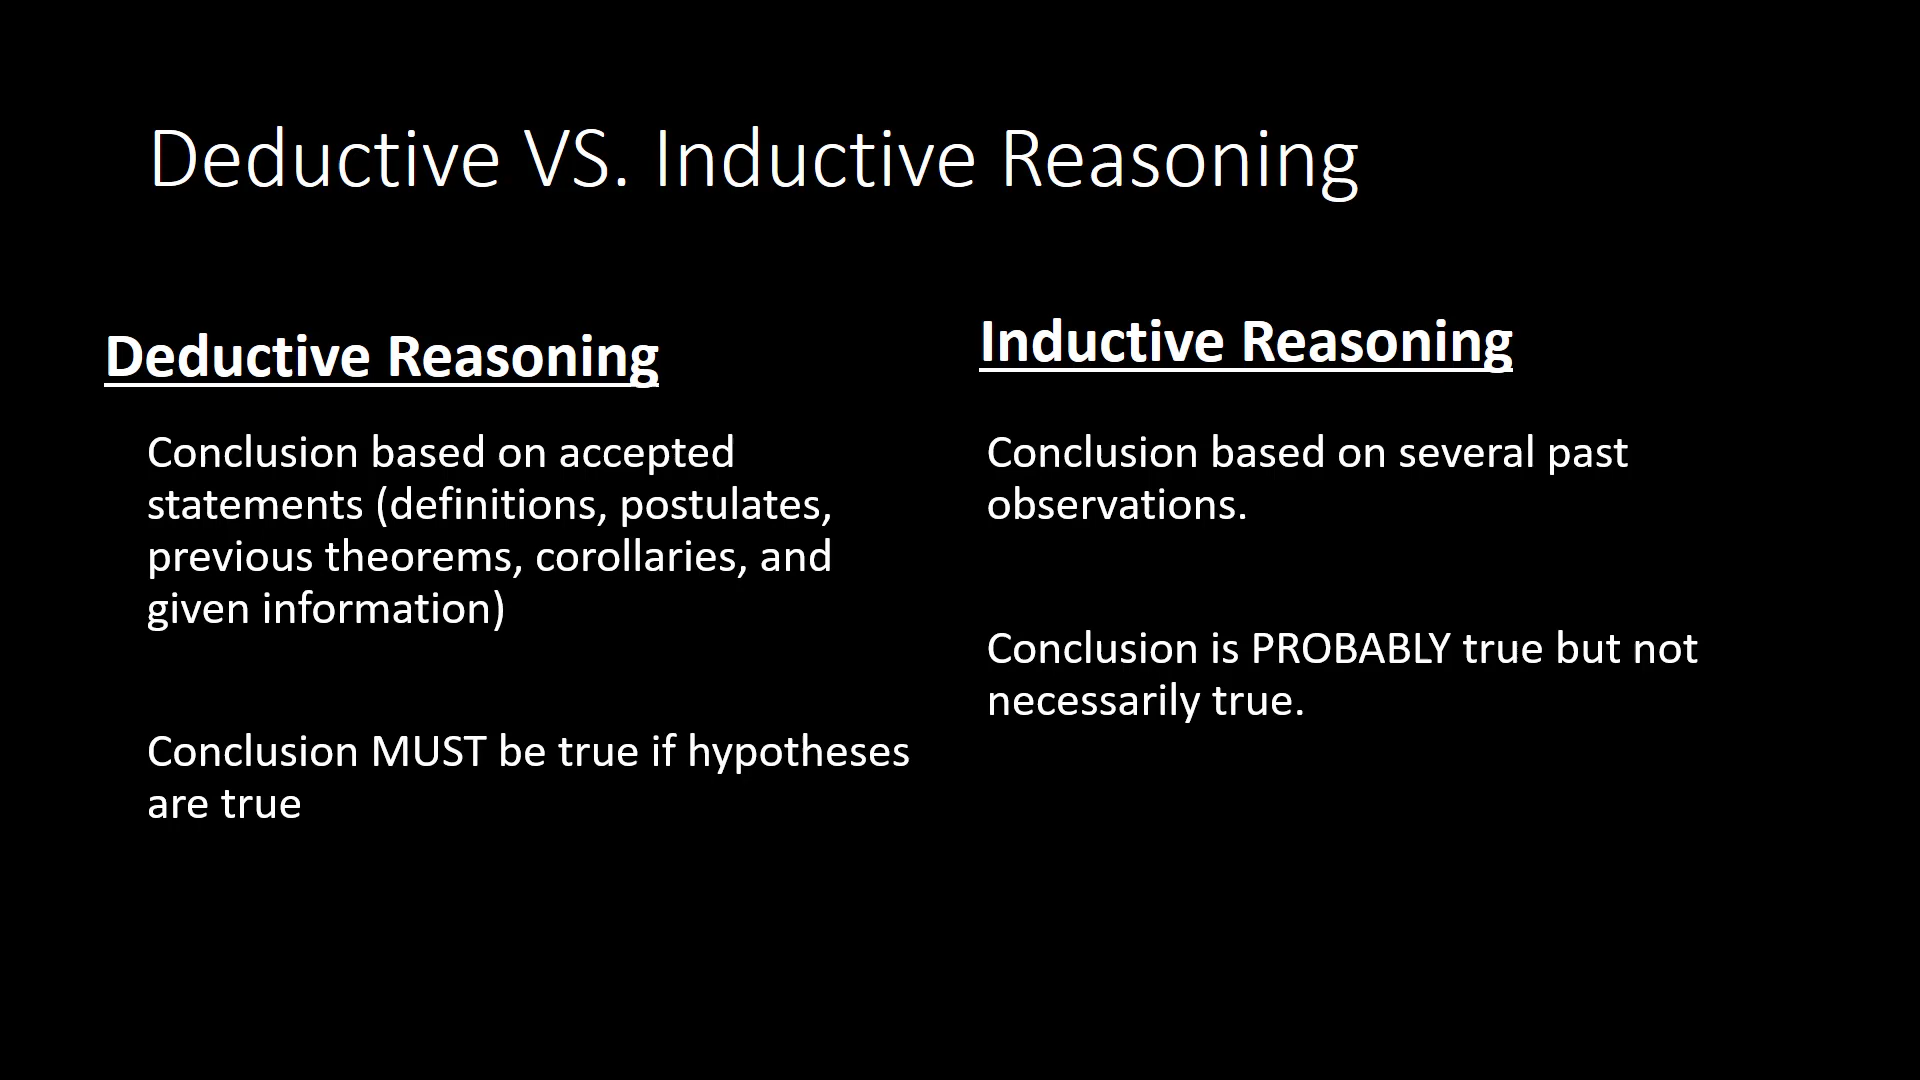 Deductive VS. Inductive Reasoning
Deductive Reasoning
Conclusion based on accepted
statements (definitions, postulates,
previous theorems, corollaries, and
given information)
Conclusion MUST be true if hypotheses
are true
Inductive Reasoning
Conclusion based on several past
observations.
Conclusion is PROBABLY true but not
necessarily true.